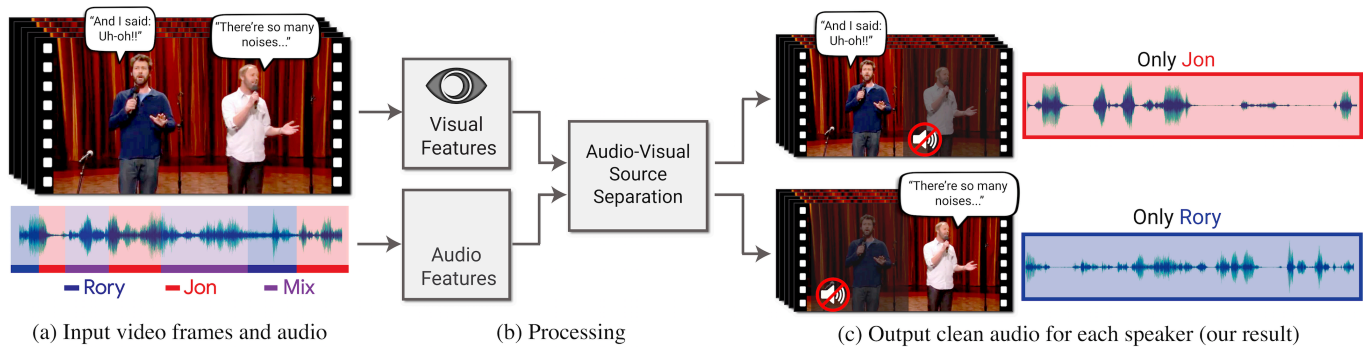 “And I said:
Uh-oh!!”
“There’re so many
noises...”
Rory
Jon
Mix
(a) Input video frames and audio
Visual
Features
Audio
Features
Audio-Visual
Source
Separation
(b) Processing
“And I said:
Uh-oh!!”
Only Jon
“There’re so many
noises...”
Only Rory
(c) Output clean audio for each speaker (our result)